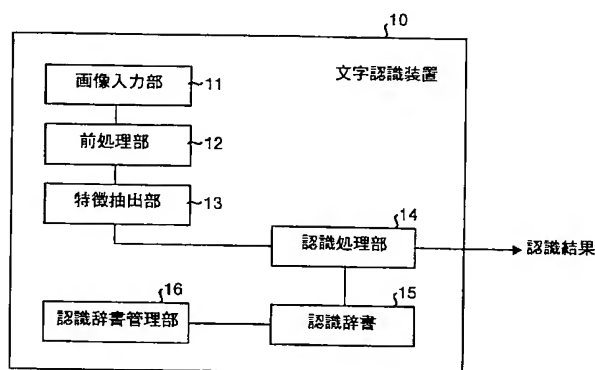 10
文字認識装置
画像入力部 11
前処理部 12
特徴抽出部 13
14
認識処理部
認識結果
16
認識辞書管理部
15
認識辞書